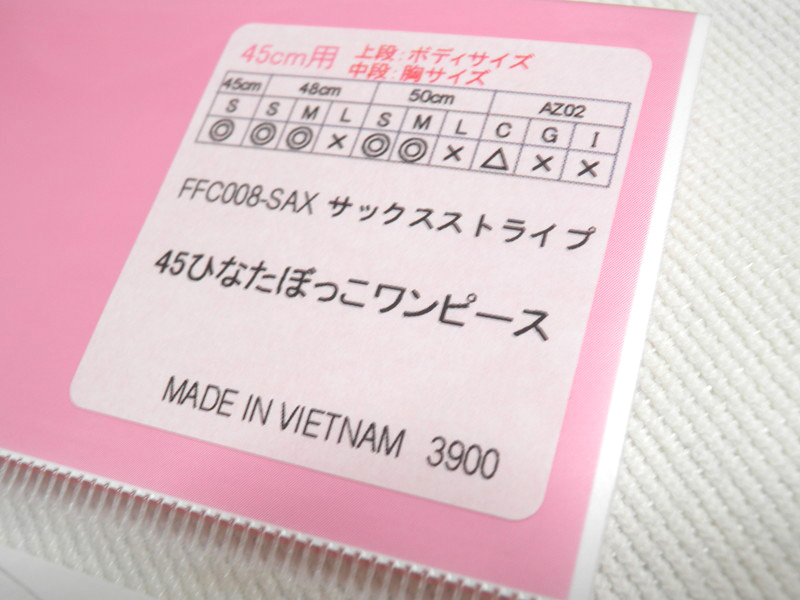 45cm用 上段:ボディサイズ
中段:胸サイズ
45cm 48cm 50cm AZ02
S S M L S M L C G I
◎ ◎ ◎ × ◎ ◎ × △ × ×
FFC008-SAX サックスストライプ
45ひなたぼっこワンピース
MADE IN VIETNAM 3900